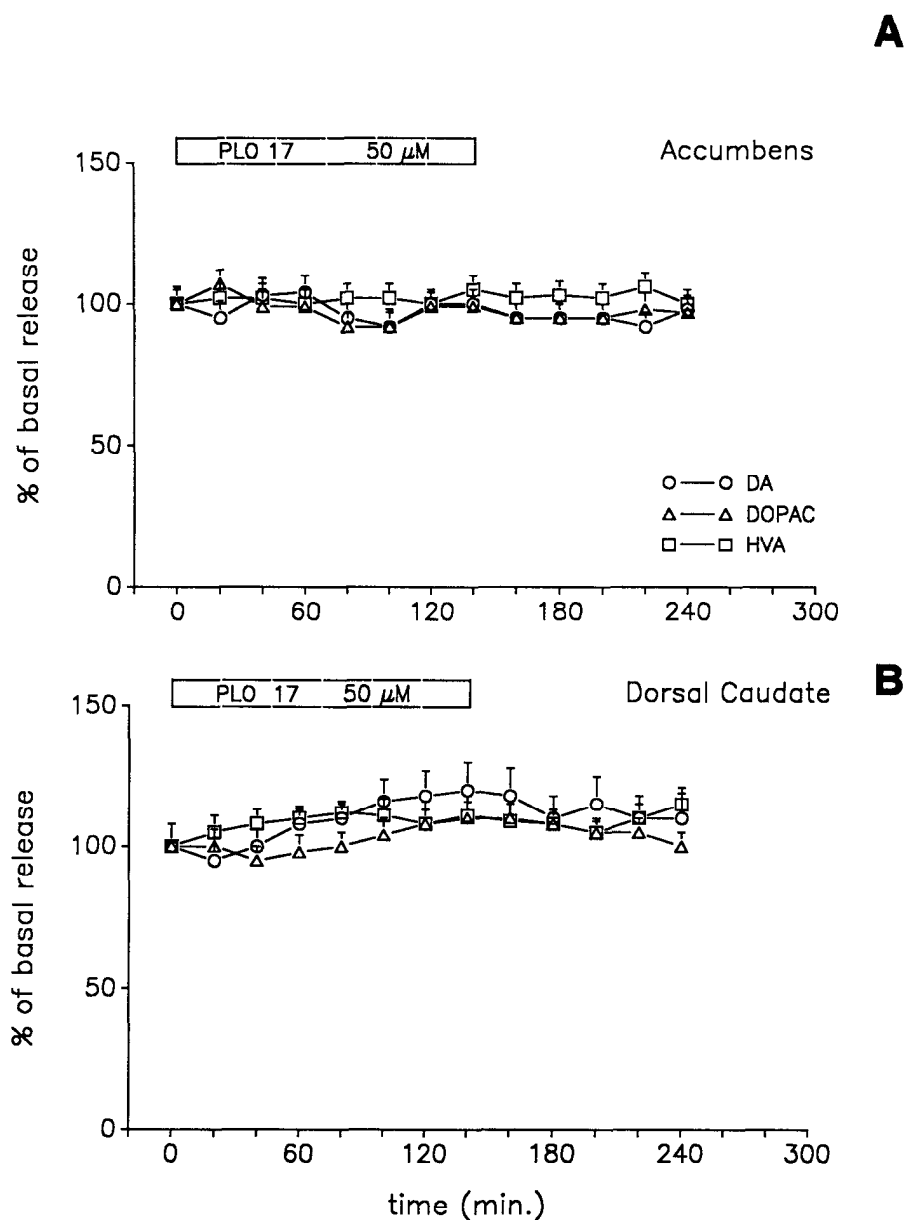 A
PLO 17 50 μM
Accumbens
150
100
50
0
% of basal release
DA
DOPAC
HVA
0 60 120 180 240 300
B
PLO 17 50 μM
Dorsal Caudate
150
100
50
0
% of basal release
0 60 120 180 240 300
time (min.)